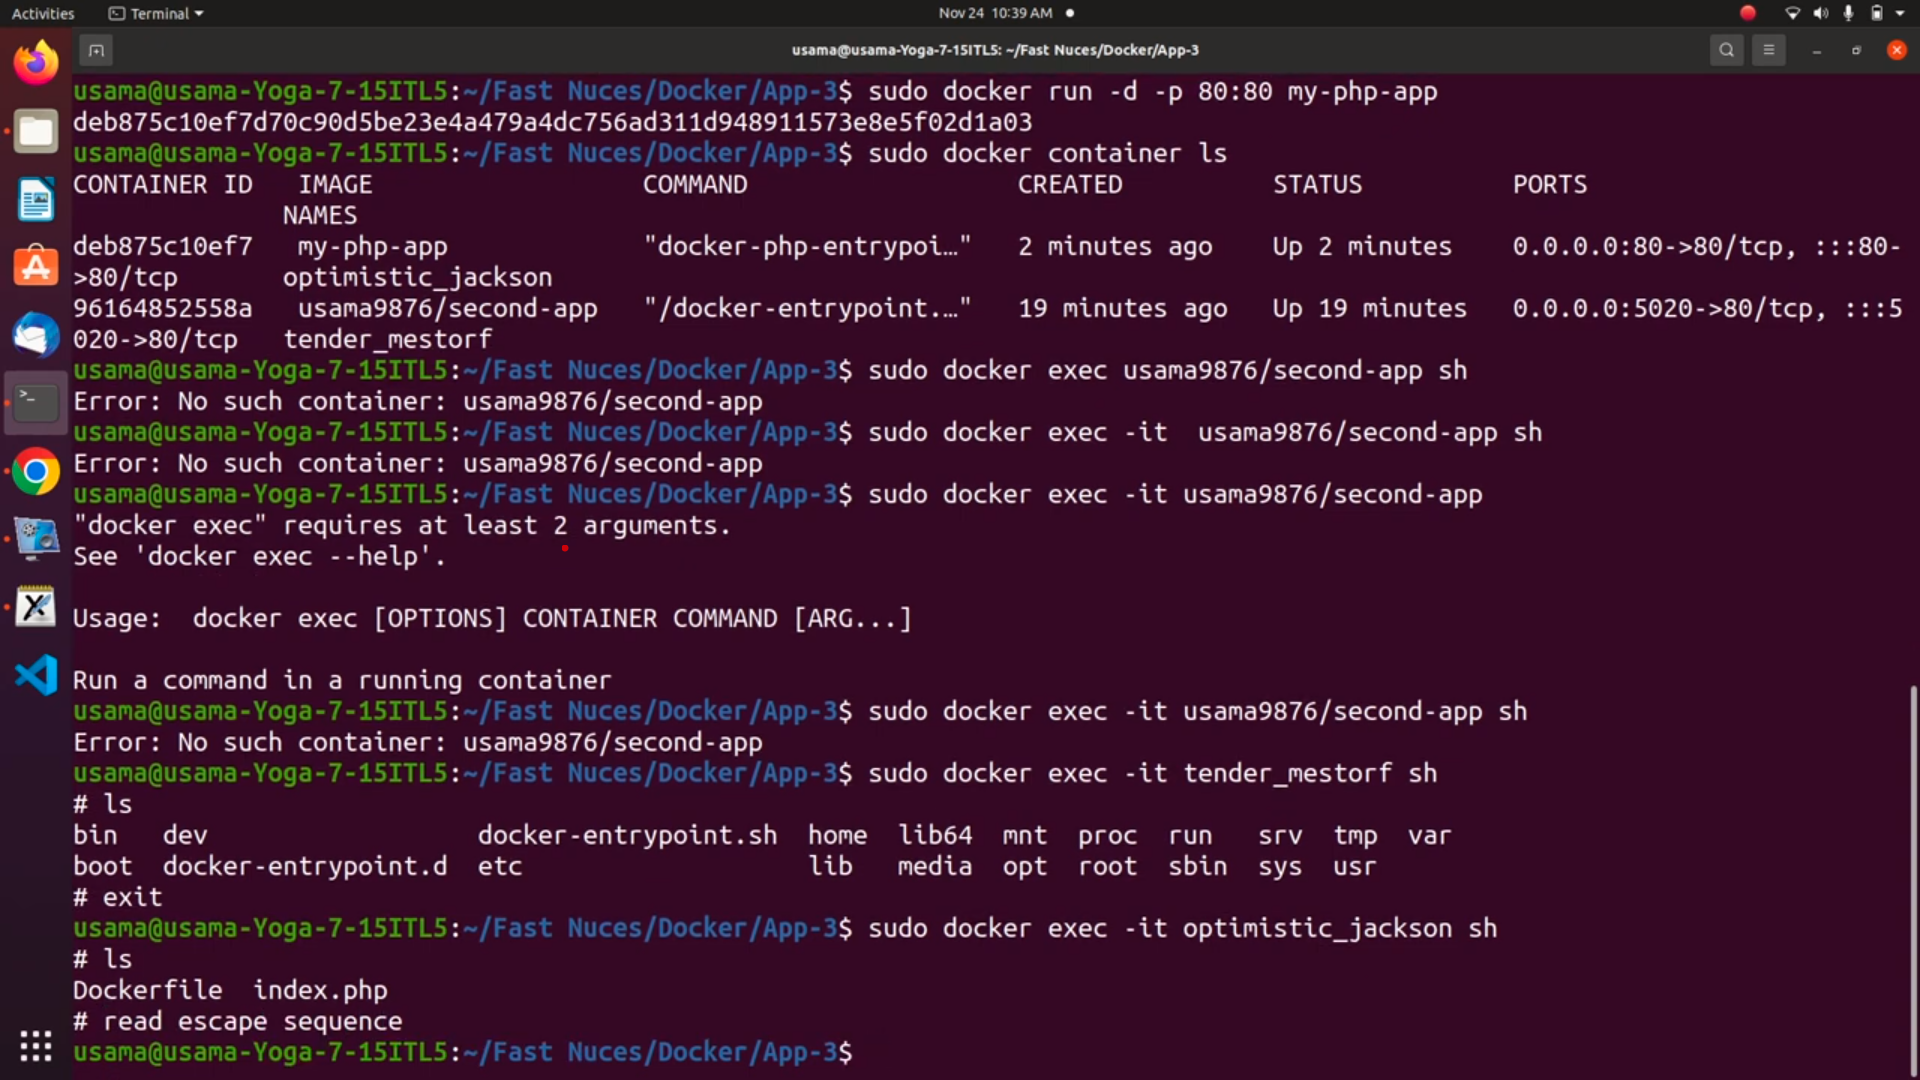 Activities Terminal Nov 24 10:39 AM
usama@usama-Yoga-7-15ITL5: ~/Fast Nuces/Docker/App-3
usama@usama-Yoga-7-15ITL5:~/Fast Nuces/Docker/App-3$ sudo docker run -d -p 80:80 my-php-app
deb875c10ef7d70c90d5be23e4a479a4dc756ad311d948911573e8e5f02d1a03
usama@usama-Yoga-7-15ITL5:~/Fast Nuces/Docker/App-3$ sudo docker container ls
CONTAINER ID   IMAGE                  COMMAND                  CREATED          STATUS          PORTS
              NAMES
deb875c10ef7   my-php-app             "docker-php-entrypoi…"   2 minutes ago    Up 2 minutes    0.0.0.0:80->80/tcp, :::80-
>80/tcp       optimistic_jackson
96164852558a   usama9876/second-app   "/docker-entrypoint.…"   19 minutes ago   Up 19 minutes   0.0.0.0:5020->80/tcp, :::5
020->80/tcp   tender_mestorf
usama@usama-Yoga-7-15ITL5:~/Fast Nuces/Docker/App-3$ sudo docker exec usama9876/second-app sh
Error: No such container: usama9876/second-app
usama@usama-Yoga-7-15ITL5:~/Fast Nuces/Docker/App-3$ sudo docker exec -it  usama9876/second-app sh
Error: No such container: usama9876/second-app
usama@usama-Yoga-7-15ITL5:~/Fast Nuces/Docker/App-3$ sudo docker exec -it usama9876/second-app
"docker exec" requires at least 2 arguments.
See 'docker exec --help'.
Usage:  docker exec [OPTIONS] CONTAINER COMMAND [ARG...]
Run a command in a running container
usama@usama-Yoga-7-15ITL5:~/Fast Nuces/Docker/App-3$ sudo docker exec -it usama9876/second-app sh
Error: No such container: usama9876/second-app
usama@usama-Yoga-7-15ITL5:~/Fast Nuces/Docker/App-3$ sudo docker exec -it tender_mestorf sh
# ls
bin   dev                  docker-entrypoint.sh  home  lib64  mnt  proc  run   srv  tmp  var
boot  docker-entrypoint.d  etc                   lib   media  opt  root  sbin  sys  usr
# exit
usama@usama-Yoga-7-15ITL5:~/Fast Nuces/Docker/App-3$ sudo docker exec -it optimistic_jackson sh
# ls
Dockerfile  index.php
# read escape sequence
usama@usama-Yoga-7-15ITL5:~/Fast Nuces/Docker/App-3$